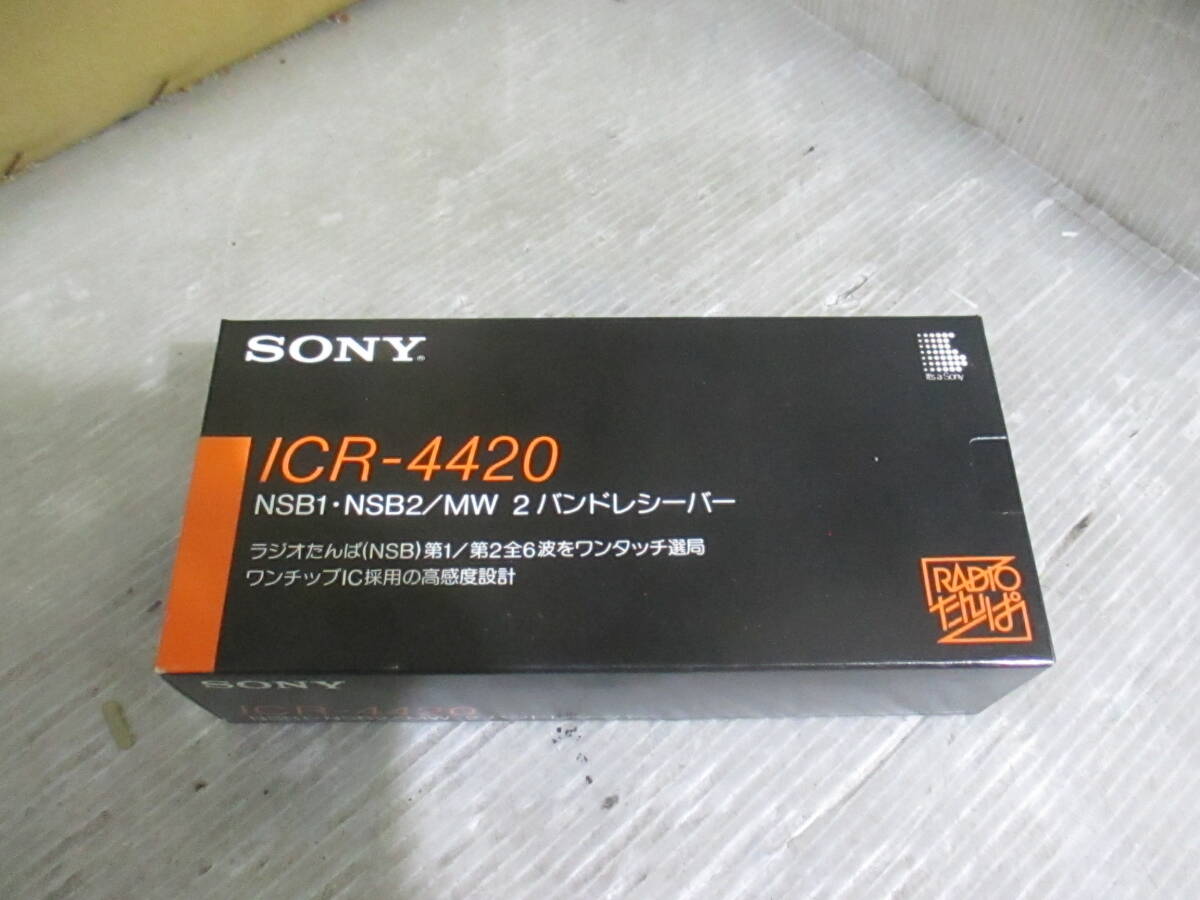 SONY®
It's a Sony
ICR-4420
NSB1・NSB2/MW 2バンドレシーバー
ラジオたんぱ(NSB)第1/第2全6波をワンタッチ選局
ワンチップIC採用の高感度設計
RADIO
たんぱ
SONY
ICR-4420